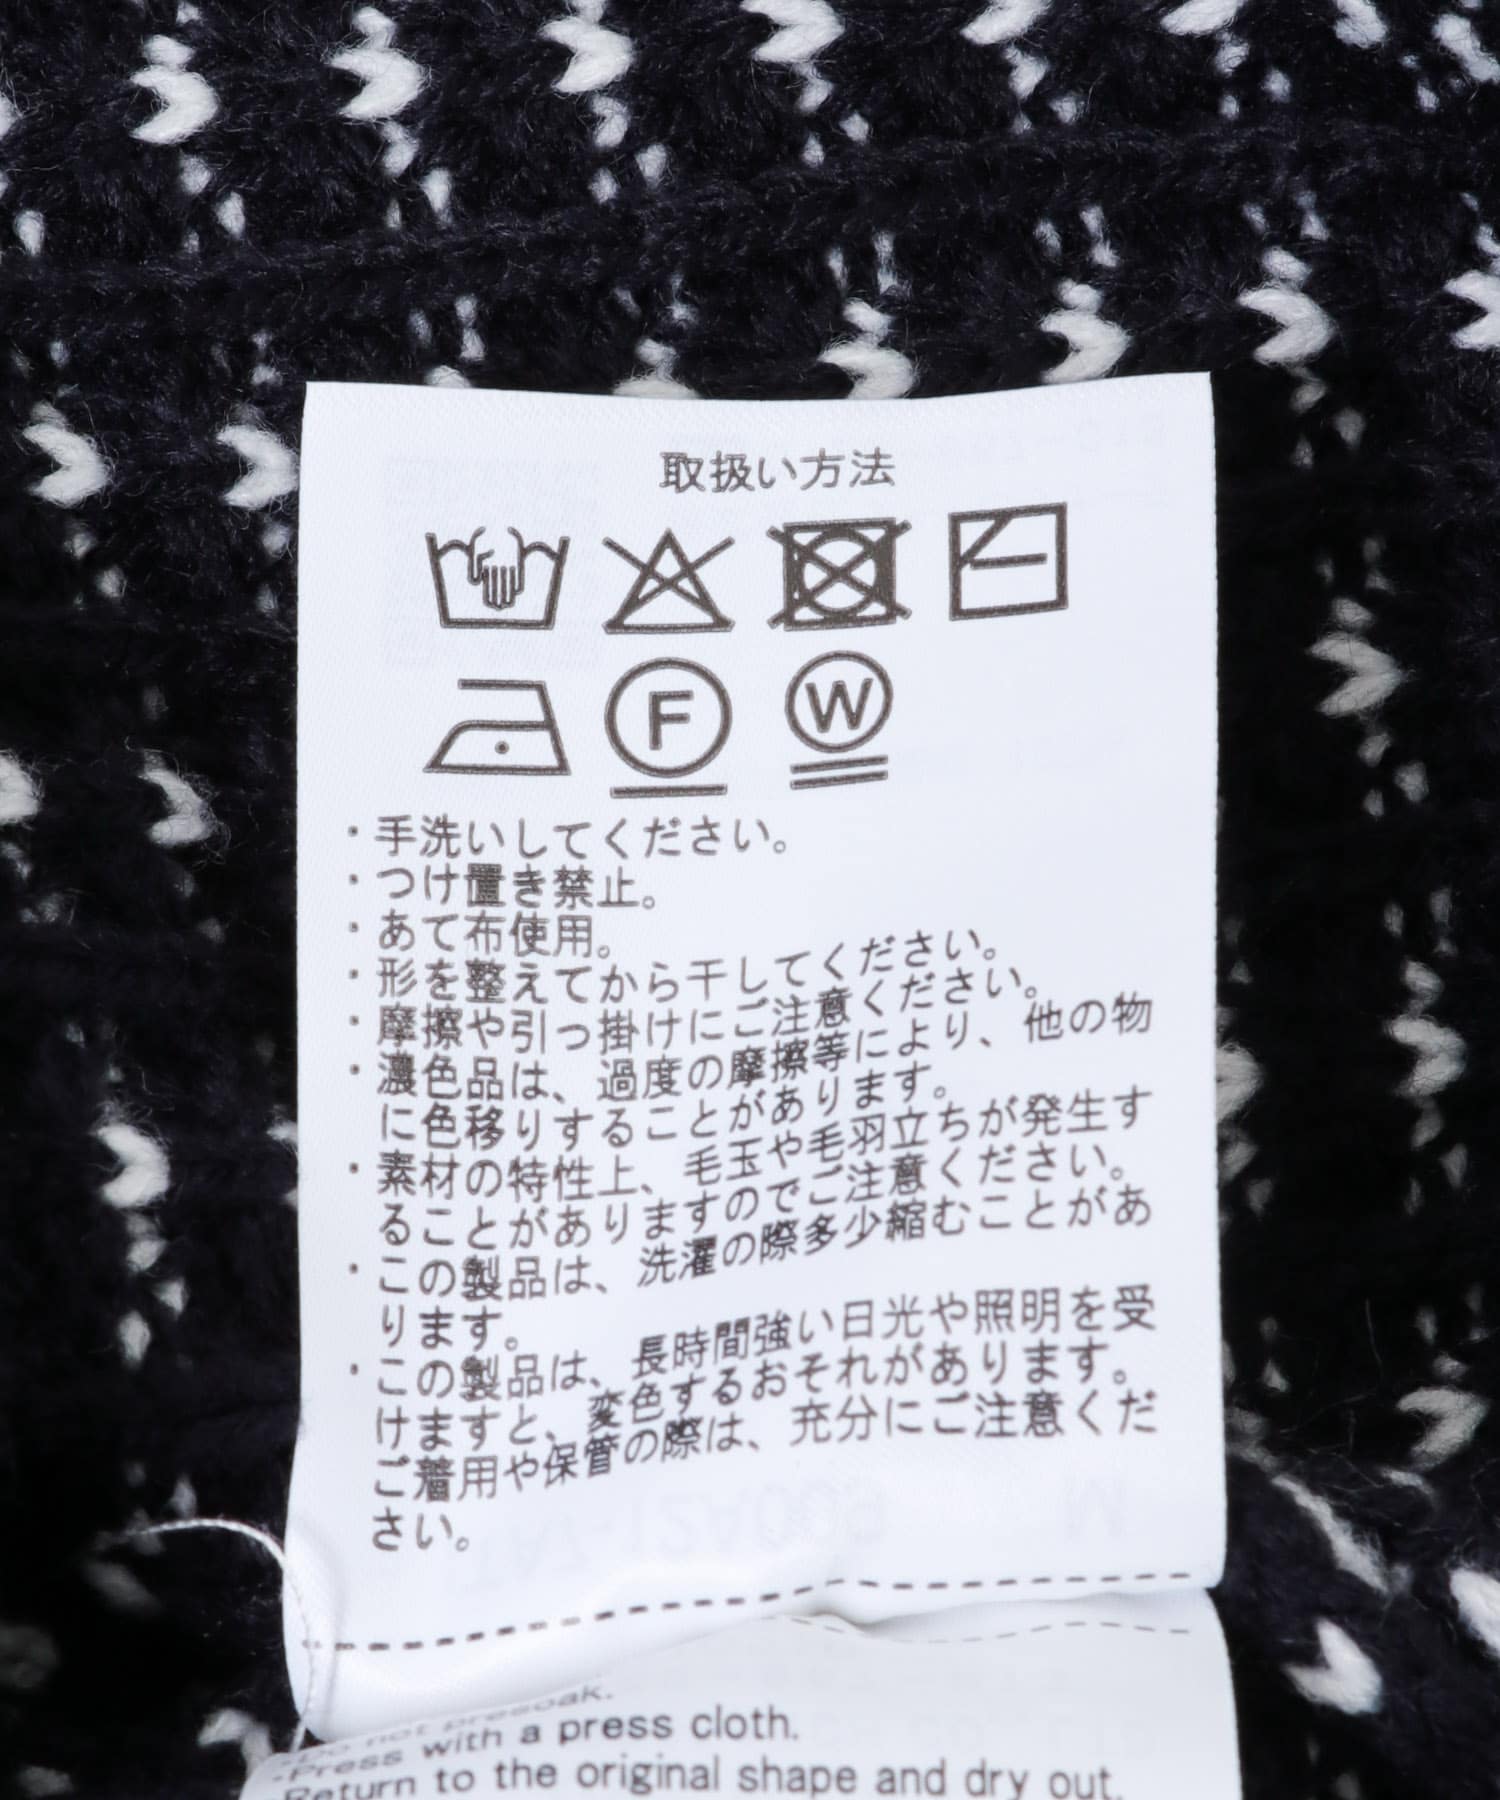 取扱い方法
F W
・手洗いしてください。
・つけ置き禁止。
・あて布使用。
・形を整えてから干してください。
・摩擦や引っ掛けにご注意ください。
・濃色品は、過度の摩擦等により、他の物
に色移りすることがあります。
・素材の特性上、毛玉や毛羽立ちが発生す
ることがありますのでご注意ください。
・この製品は、洗濯の際多少縮むことがあ
ります。
・この製品は、長時間強い日光や照明を受
けますと、変色するおそれがあります。
ご着用や保管の際は、充分にご注意くだ
さい。
・Do not presoak.
・Press with a press cloth.
・Return to the original shape and dry out.